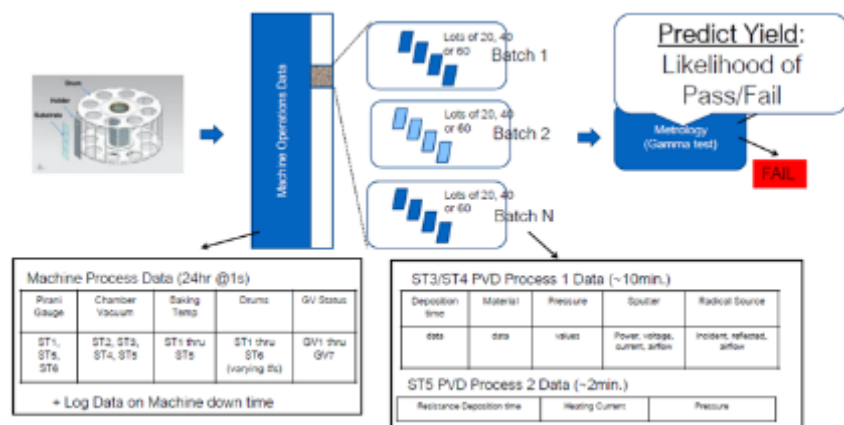 Drum
Holder
Substrate
Machine Operations Data
Lots of 20, 40
or 60
Batch 1
Lots of 20, 40
or 60
Batch 2
Lots of 20, 40
or 60
Batch N
Predict Yield:
Likelihood of
Pass/Fail
Metrology
(Gamma test)
FAIL
Machine Process Data (24hr @1s)
Pirani
Gauge
Chamber
Vacuum
Baking
Temp
Drums
GV Status
ST1,
ST5,
ST6
ST2, ST3,
ST4, ST5
ST1 thru
ST5
ST1 thru
ST6
(varying #s)
GV1 thru
GV7
+ Log Data on Machine down time
ST3/ST4 PVD Process 1 Data (~10min.)
Deposition
time
Material
Pressure
Sputter
Radical Source
data
data
values
Power, voltage,
current, airflow
Incident, reflected,
airflow
ST5 PVD Process 2 Data (~2min.)
Resistance Deposition time
Heating Current
Pressure